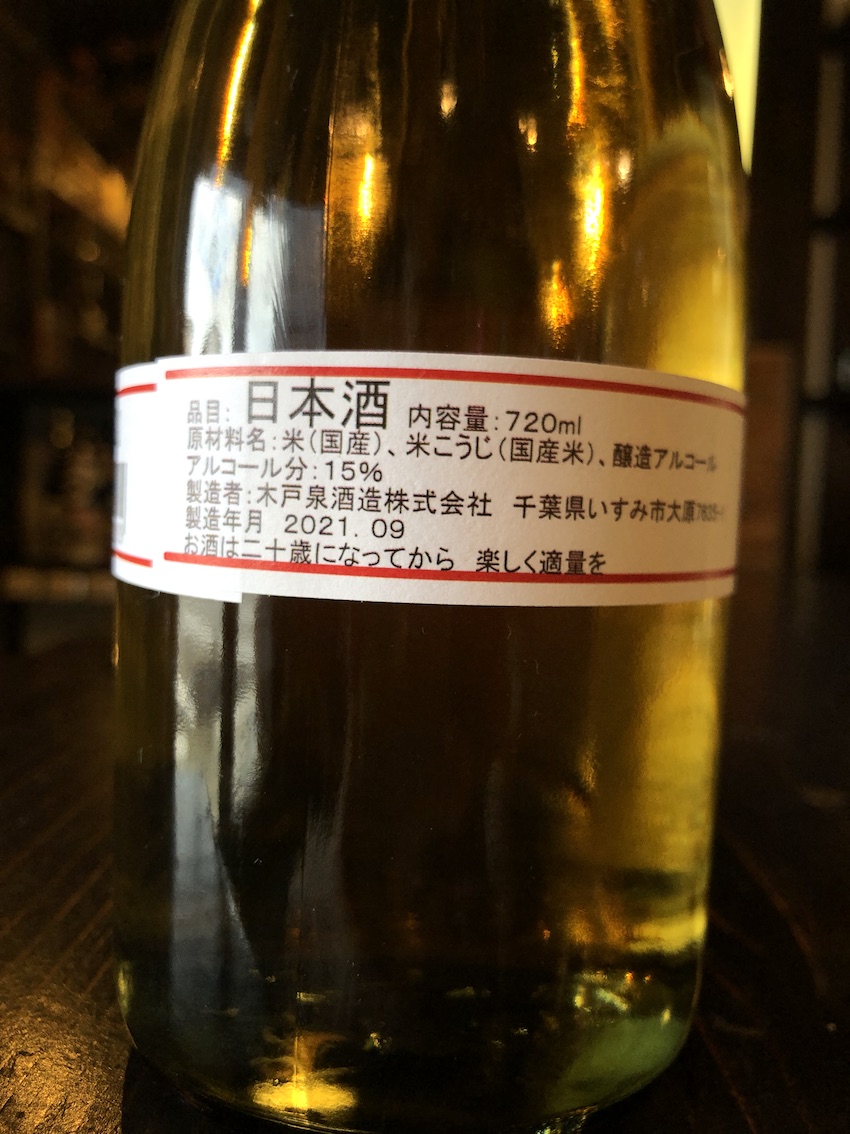 品目: 日本酒 内容量:720ml
原材料名:米(国産)、米こうじ(国産米)、醸造アルコール
アルコール分:15%
製造者:木戸泉酒造株式会社 千葉県いすみ市大原
製造年月 2021. 09
お酒は二十歳になってから 楽しく適量を